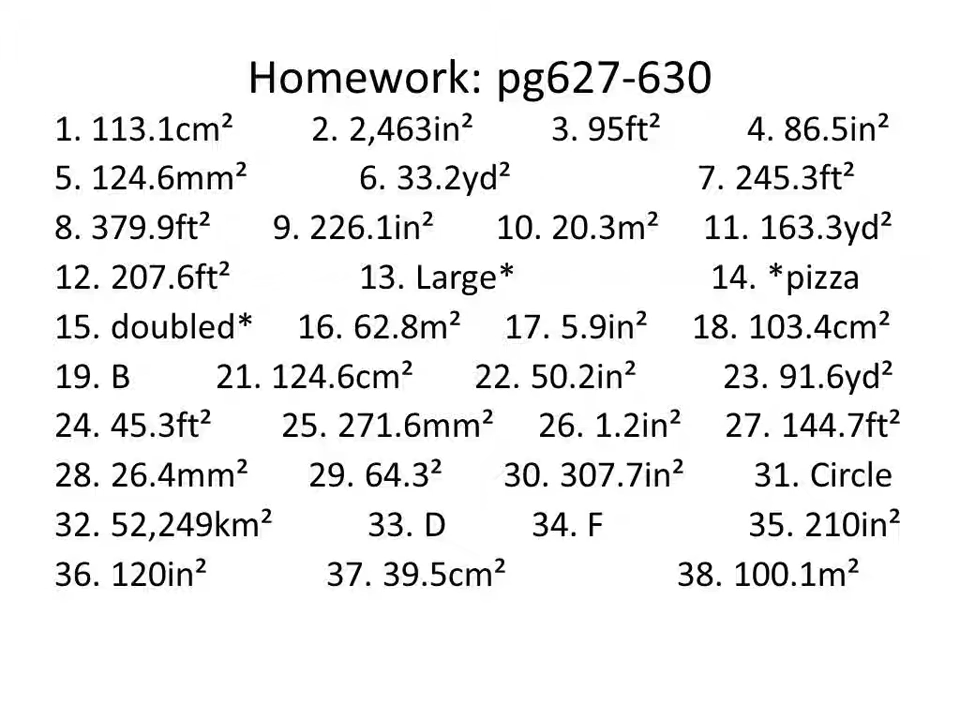 Homework: pg627-630
1. 113.1cm² 2. 2,463in² 3. 95ft² 4. 86.5in²
5. 124.6mm² 6. 33.2yd² 7. 245.3ft²
8. 379.9ft² 9. 226.1in² 10. 20.3m² 11. 163.3yd²
12. 207.6ft² 13. Large* 14. *pizza
15. doubled* 16. 62.8m² 17. 5.9in² 18. 103.4cm²
19. B 21. 124.6cm² 22. 50.2in² 23. 91.6yd²
24. 45.3ft² 25. 271.6mm² 26. 1.2in² 27. 144.7ft²
28. 26.4mm² 29. 64.3² 30. 307.7in² 31. Circle
32. 52,249km² 33. D 34. F 35. 210in²
36. 120in² 37. 39.5cm² 38. 100.1m²